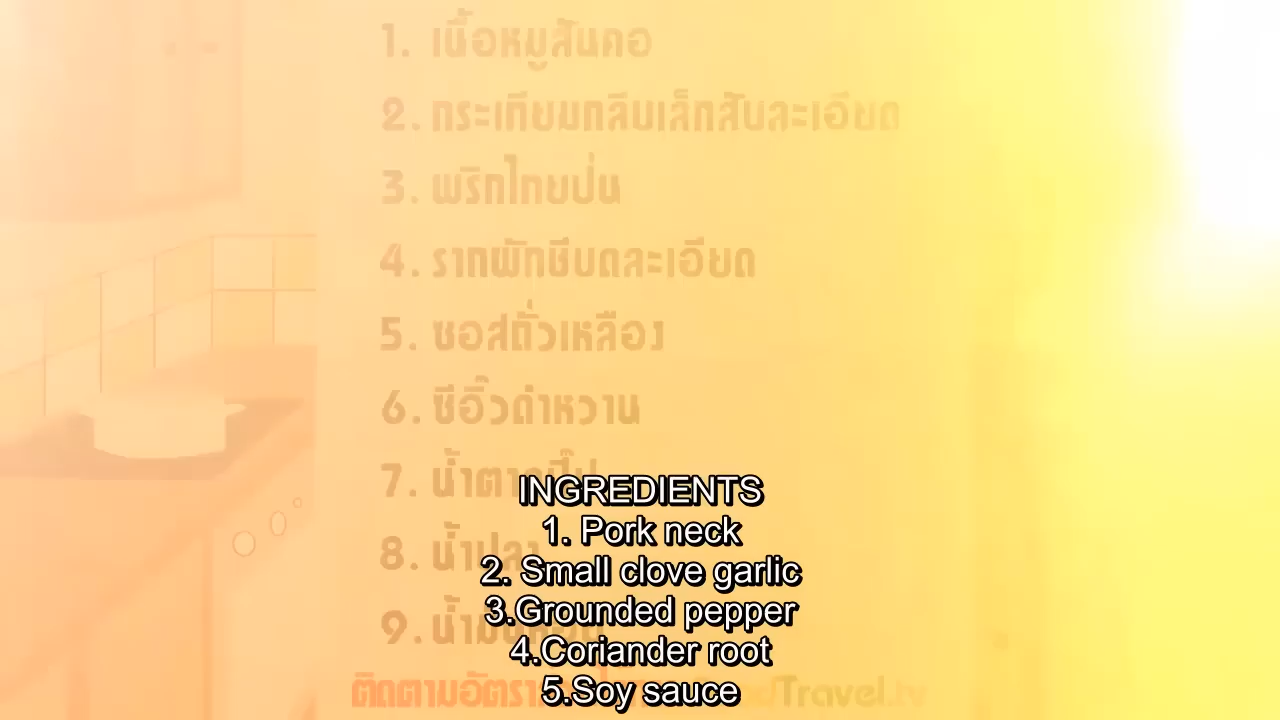 1. เนื้อหมูสันคอ
2. กระเทียมกลีบเล็กสับละเอียด
3. พริกไทยป่น
4. รากผักชีบดละเอียด
5. ซอสถั่วเหลือง
6. ซีอิ๊วดำหวาน
7.
8. น้ำปลา
9.
INGREDIENTS
1. Pork neck
2. Small clove garlic
3.Grounded pepper
4.Coriander root
5.Soy sauce
ติดตามอัตรา Travel.tv